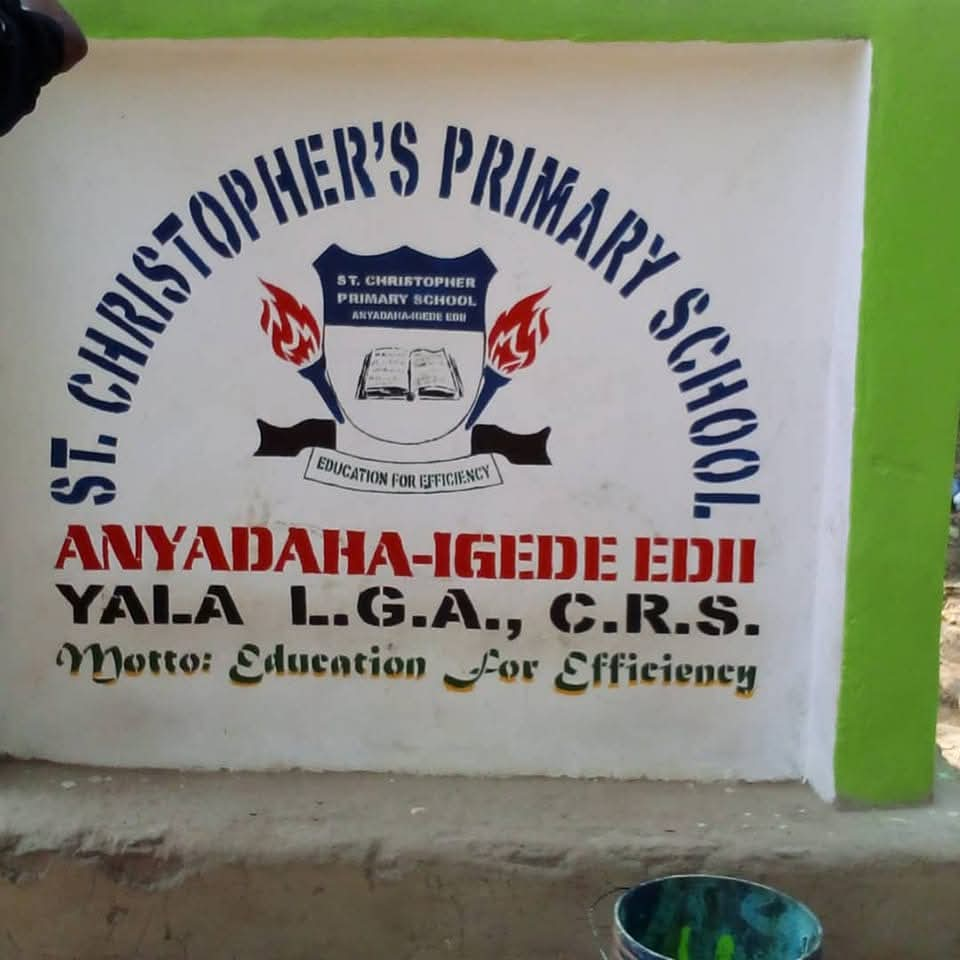 ST. CHRISTOPHER'S PRIMARY SCHOOL
ST. CHRISTOPHER
PRIMARY SCHOOL
ANYADAHA-IGEDE EDII
EDUCATION FOR EFFICIENCY
ANYADAHA-IGEDE EDII
YALA L.G.A., C.R.S.
Motto: Education For Efficiency